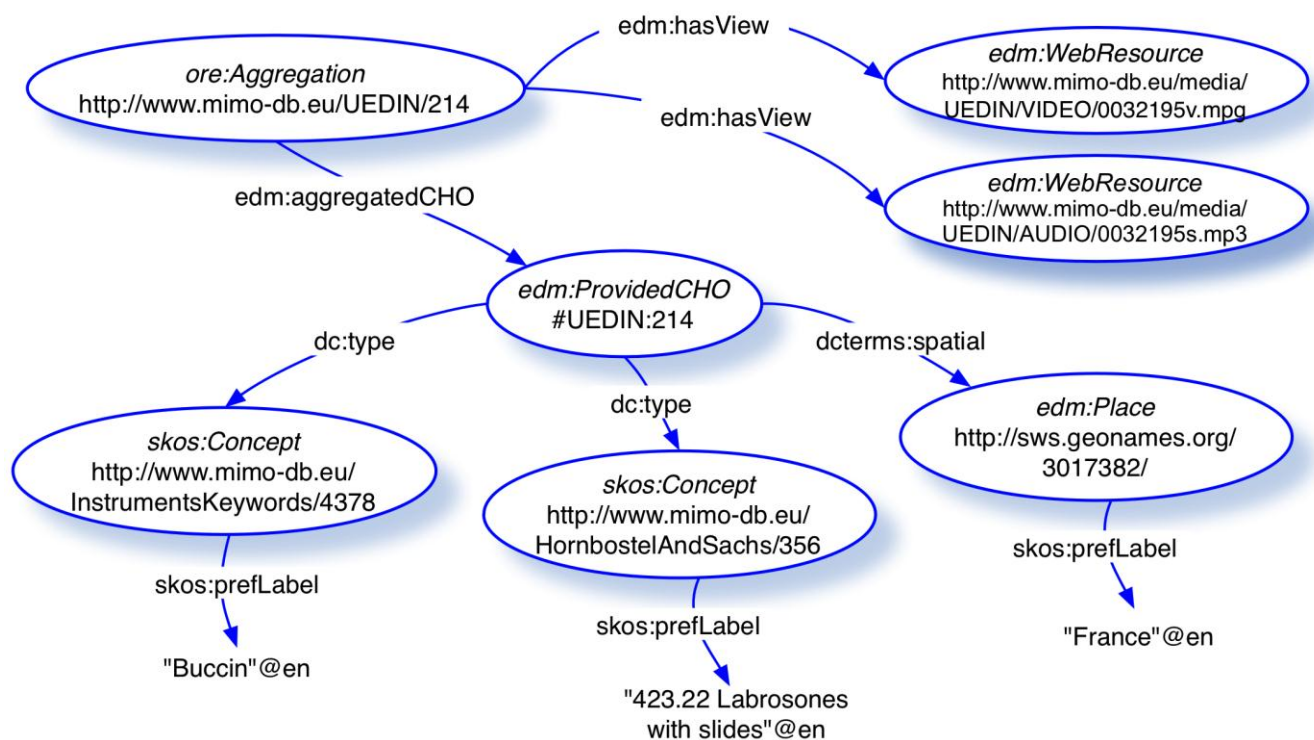 edm:hasView
ore:Aggregation
http://www.mimo-db.eu/UEDIN/214
edm:WebResource
http://www.mimo-db.eu/media/
UEDIN/VIDEO/0032195v.mpg
edm:hasView
edm:WebResource
http://www.mimo-db.eu/media/
UEDIN/AUDIO/0032195s.mp3
edm:aggregatedCHO
edm:ProvidedCHO
#UEDIN:214
dc:type
dc:type
dcterms:spatial
skos:Concept
http://www.mimo-db.eu/
InstrumentsKeywords/4378
skos:Concept
http://www.mimo-db.eu/
HornbostelAndSachs/356
edm:Place
http://sws.geonames.org/
3017382/
skos:prefLabel
"Buccin"@en
skos:prefLabel
"423.22 Labrosones
with slides"@en
skos:prefLabel
"France"@en